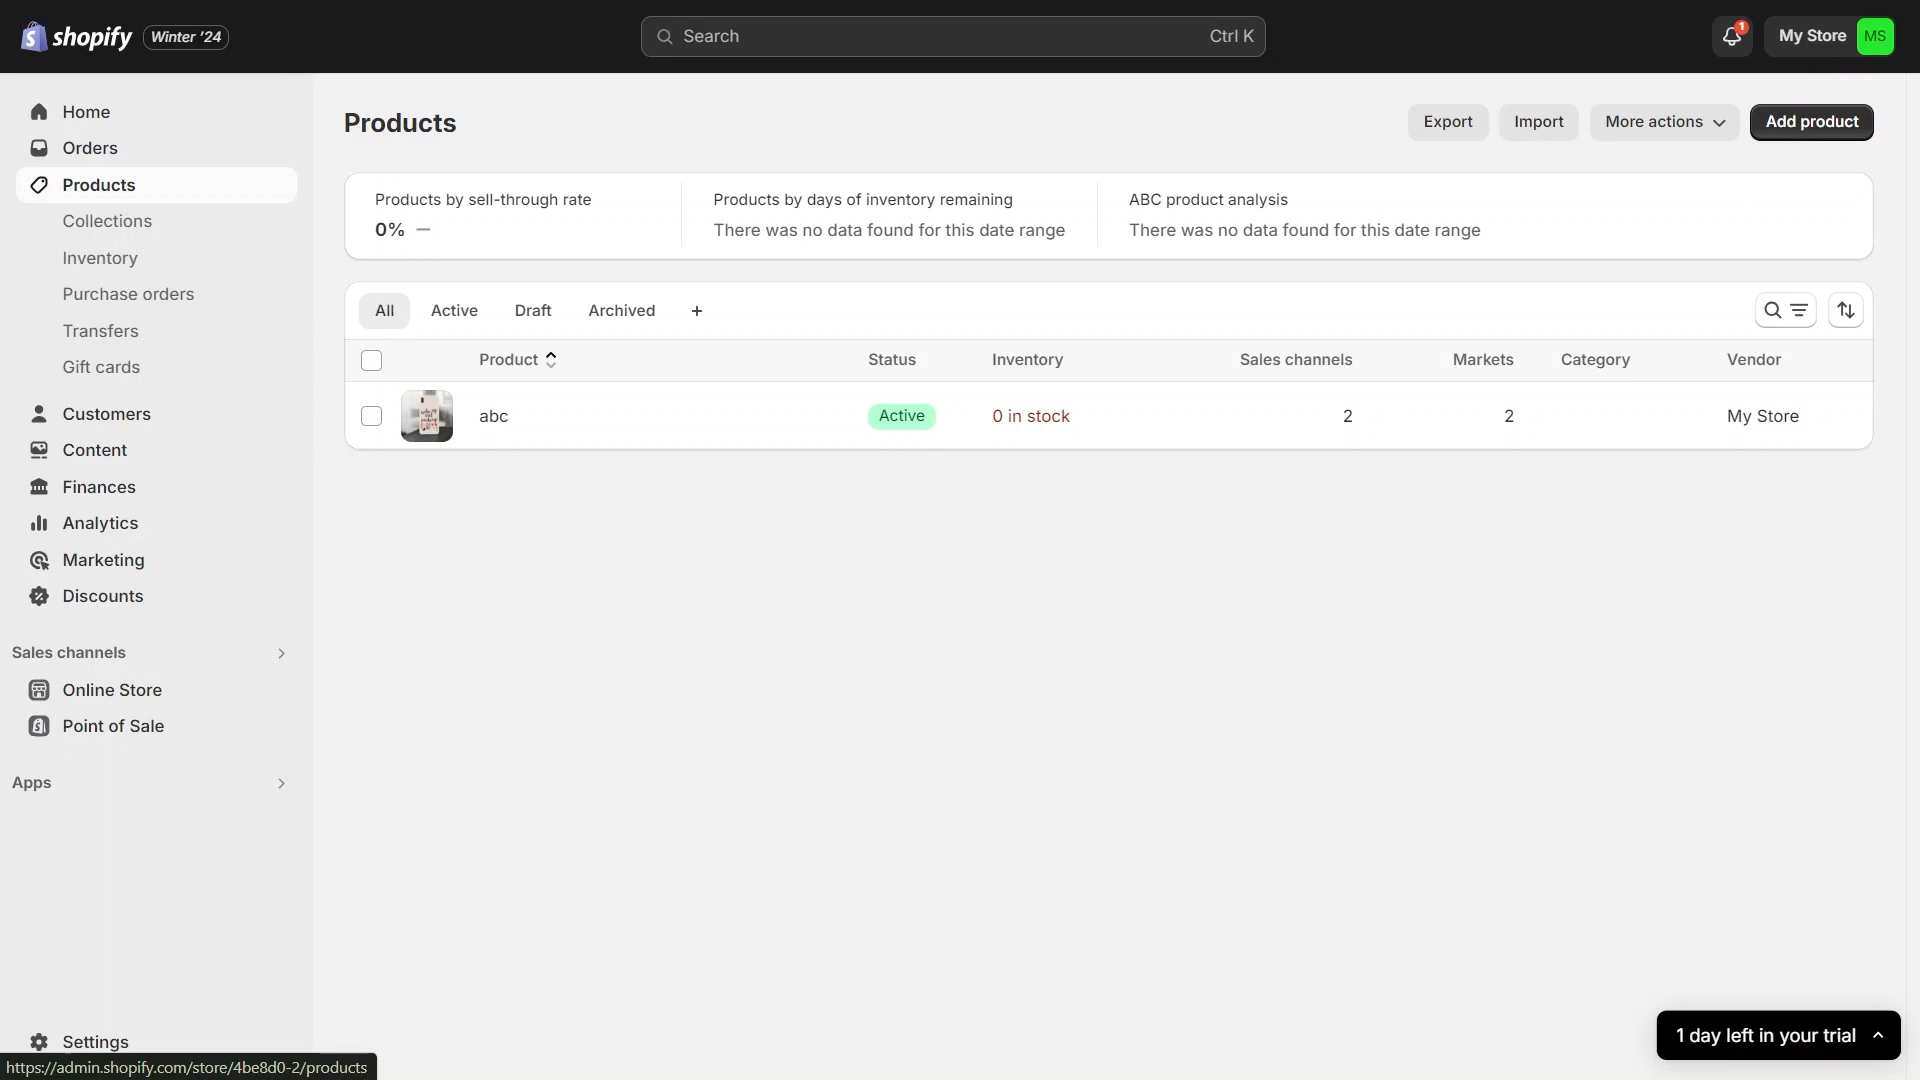 shopify Winter '24
Search Ctrl K
1
My Store MS
Home
Orders
Products
Collections
Inventory
Purchase orders
Transfers
Gift cards
Customers
Content
Finances
Analytics
Marketing
Discounts
Sales channels
Online Store
Point of Sale
Apps
Settings
https://admin.shopify.com/store/4be8d0-2/products
Products
Export Import More actions Add product
Products by sell-through rate
0% —
Products by days of inventory remaining
There was no data found for this date range
ABC product analysis
There was no data found for this date range
All Active Draft Archived +
Product Status Inventory Sales channels Markets Category Vendor
abc Active 0 in stock 2 2 My Store
1 day left in your trial